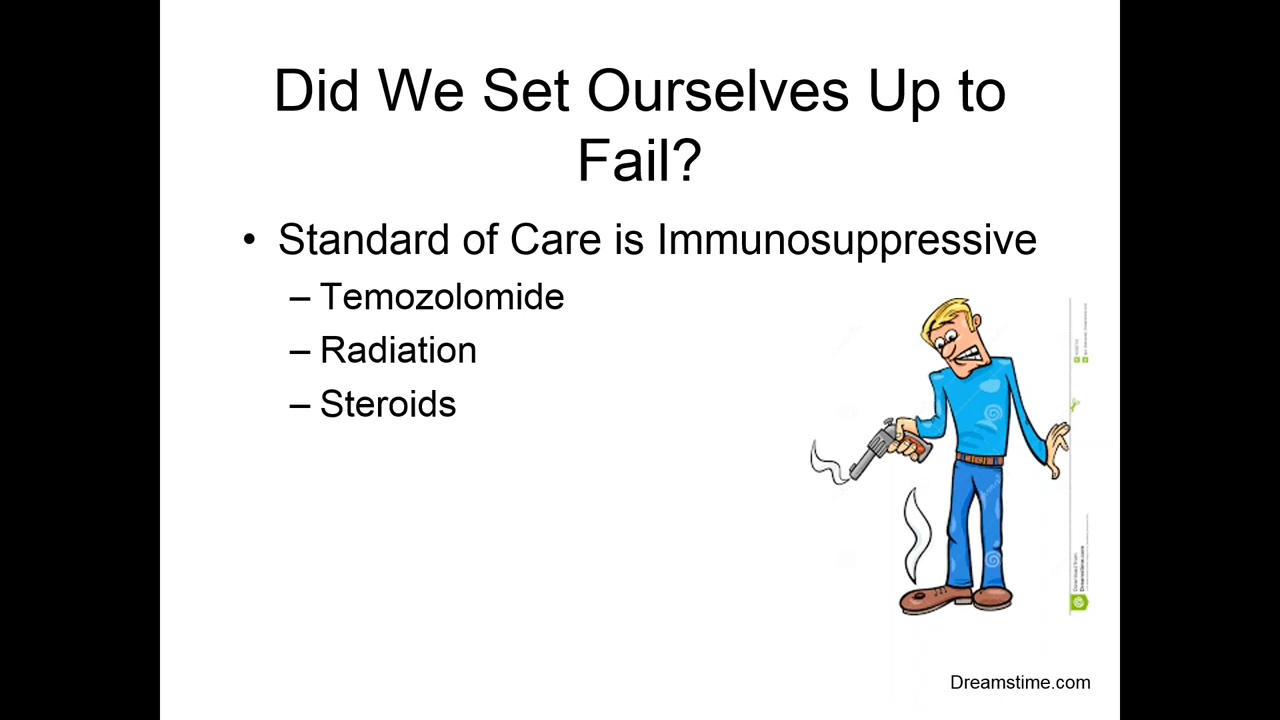 Did We Set Ourselves Up to
Fail?
• Standard of Care is Immunosuppressive
– Temozolomide
– Radiation
– Steroids
Dreamstime.com